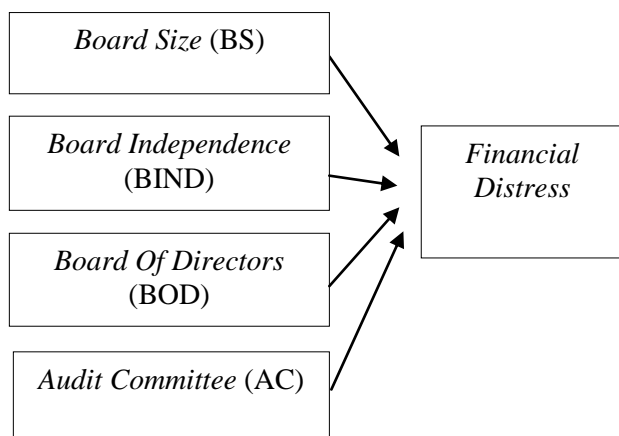 Board Size (BS)
Board Independence
(BIND)
Board Of Directors
(BOD)
Audit Committee (AC)
Financial
Distress